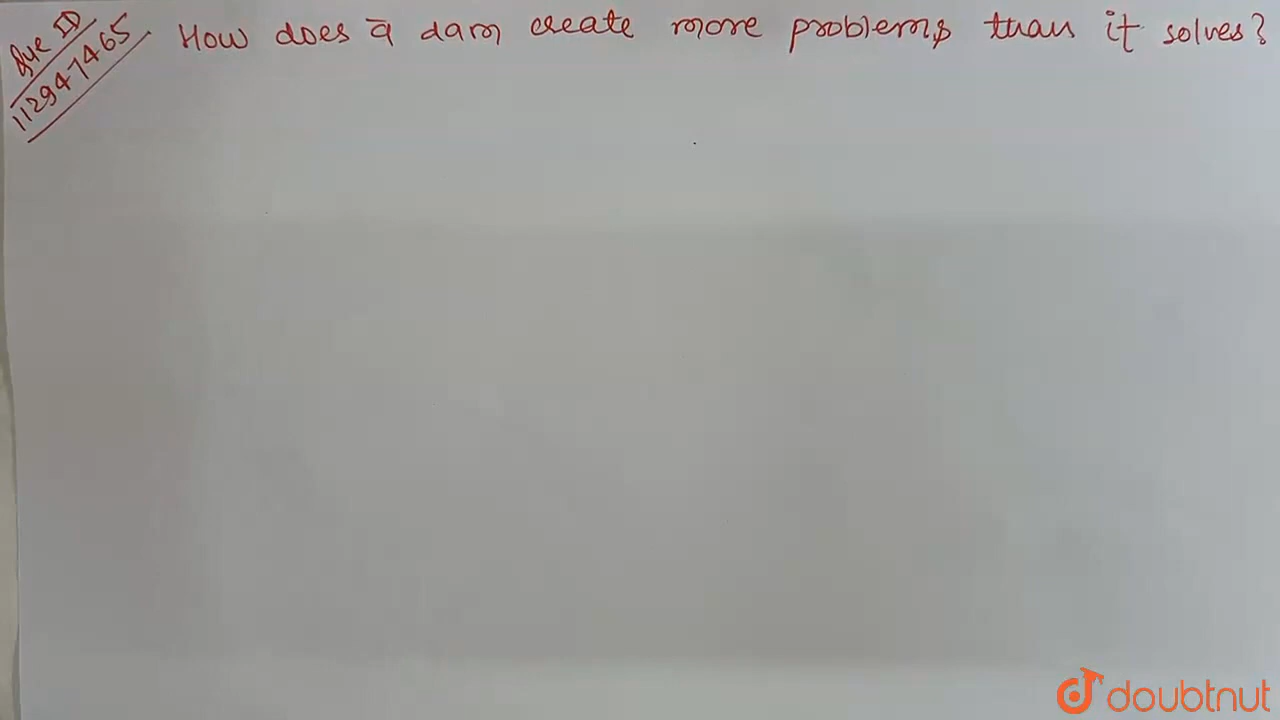 Que ID
112947465
How does a dam create more problems than it solves?
doubtnut